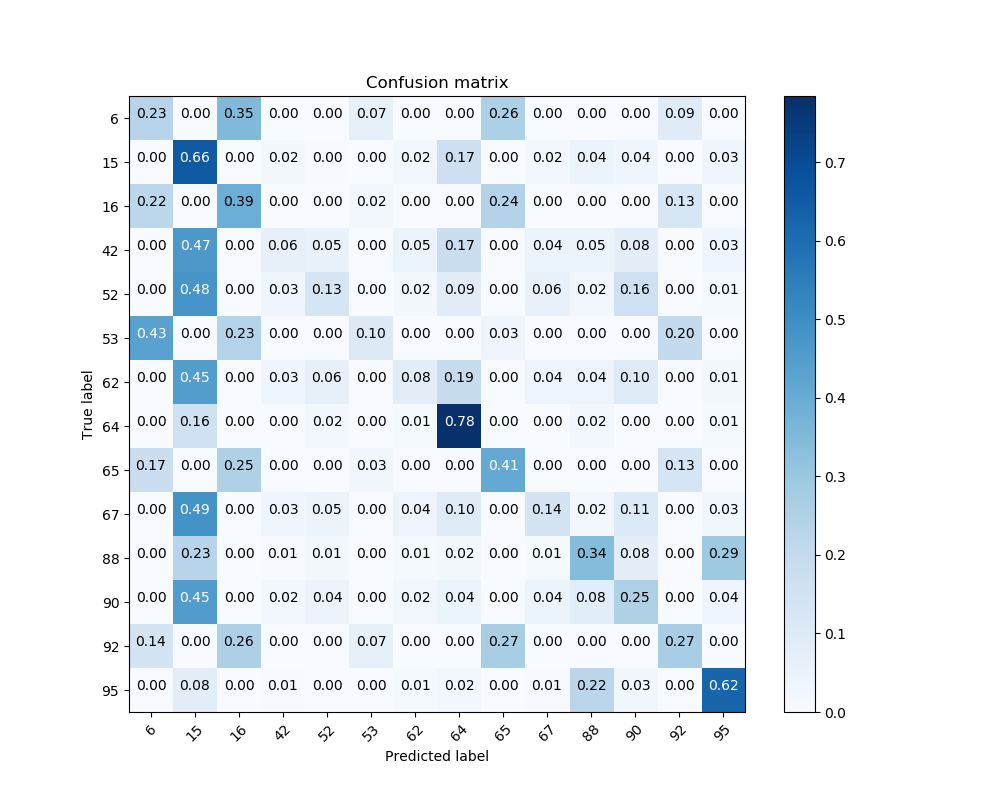 Confusion matrix
6 0.23 0.00 0.35 0.00 0.00 0.07 0.00 0.00 0.26 0.00 0.00 0.00 0.09 0.00
15 0.00 0.66 0.00 0.02 0.00 0.00 0.02 0.17 0.00 0.02 0.04 0.04 0.00 0.03
16 0.22 0.00 0.39 0.00 0.00 0.02 0.00 0.00 0.24 0.00 0.00 0.00 0.13 0.00
42 0.00 0.47 0.00 0.06 0.05 0.00 0.05 0.17 0.00 0.04 0.05 0.08 0.00 0.03
52 0.00 0.48 0.00 0.03 0.13 0.00 0.02 0.09 0.00 0.06 0.02 0.16 0.00 0.01
53 0.43 0.00 0.23 0.00 0.00 0.10 0.00 0.00 0.03 0.00 0.00 0.00 0.20 0.00
62 0.00 0.45 0.00 0.03 0.06 0.00 0.08 0.19 0.00 0.04 0.04 0.10 0.00 0.01
64 0.00 0.16 0.00 0.00 0.02 0.00 0.01 0.78 0.00 0.00 0.02 0.00 0.00 0.01
65 0.17 0.00 0.25 0.00 0.00 0.03 0.00 0.00 0.41 0.00 0.00 0.00 0.13 0.00
67 0.00 0.49 0.00 0.03 0.05 0.00 0.04 0.10 0.00 0.14 0.02 0.11 0.00 0.03
88 0.00 0.23 0.00 0.01 0.01 0.00 0.01 0.02 0.00 0.01 0.34 0.08 0.00 0.29
90 0.00 0.45 0.00 0.02 0.04 0.00 0.02 0.04 0.00 0.04 0.08 0.25 0.00 0.04
92 0.14 0.00 0.26 0.00 0.00 0.07 0.00 0.00 0.27 0.00 0.00 0.00 0.27 0.00
95 0.00 0.08 0.00 0.01 0.00 0.00 0.01 0.02 0.00 0.01 0.22 0.03 0.00 0.62
6 15 16 42 52 53 62 64 65 67 88 90 92 95
Predicted label
True label
0.7
0.6
0.5
0.4
0.3
0.2
0.1
0.0